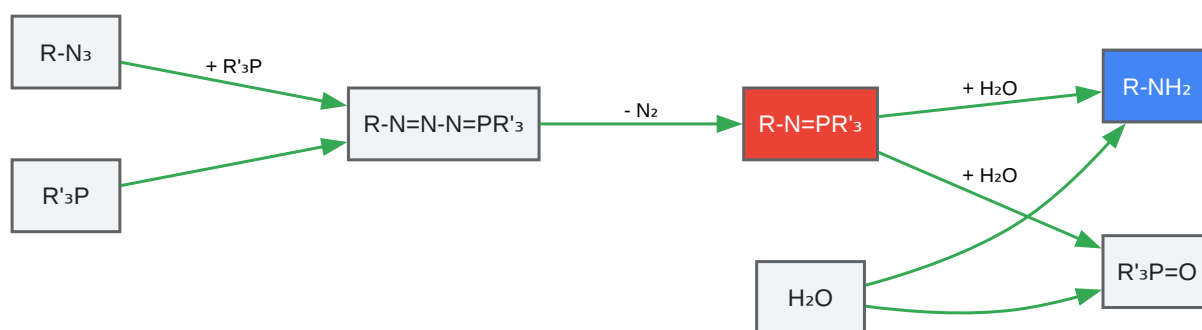 R-N₃
+ R'₃P
R'₃P
R-N=N-N=PR'₃
- N₂
R-N=PR'₃
+ H₂O
R-NH₂
+ H₂O
H₂O
R'₃P=O